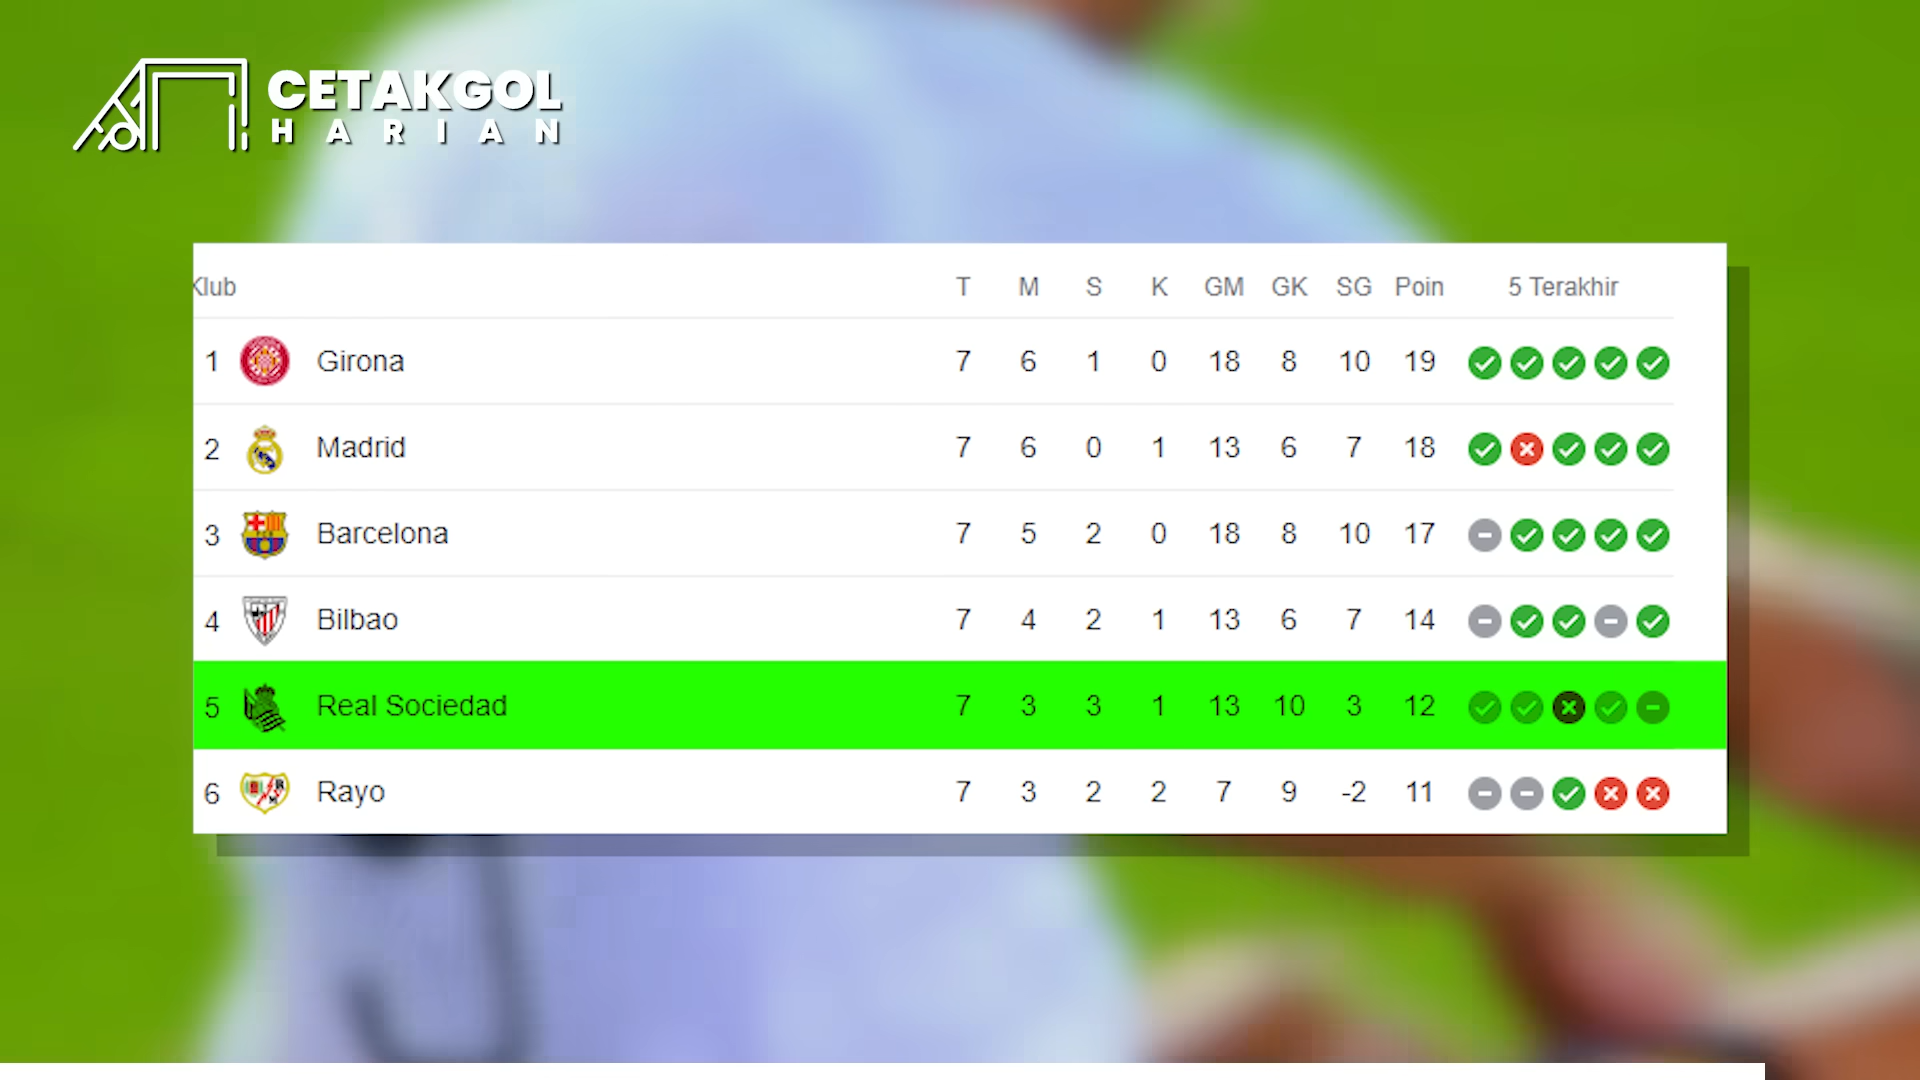 CETAKGOL
HARIAN
Klub T M S K GM GK SG Poin 5 Terakhir
1 Girona 7 6 1 0 18 8 10 19
2 Madrid 7 6 0 1 13 6 7 18
3 Barcelona 7 5 2 0 18 8 10 17
4 Bilbao 7 4 2 1 13 6 7 14
5 Real Sociedad 7 3 3 1 13 10 3 12
6 Rayo 7 3 2 2 7 9 -2 11